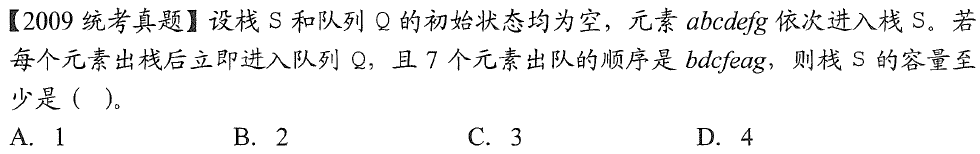 【2009 统考真题】设栈 S 和队列 Q 的初始状态均为空，元素 abcdefg 依次进入栈 S。若
每个元素出栈后立即进入队列 Q，且 7 个元素出队的顺序是 bdcfeag，则栈 S 的容量至
少是（ ）。
A. 1 B. 2 C. 3 D. 4